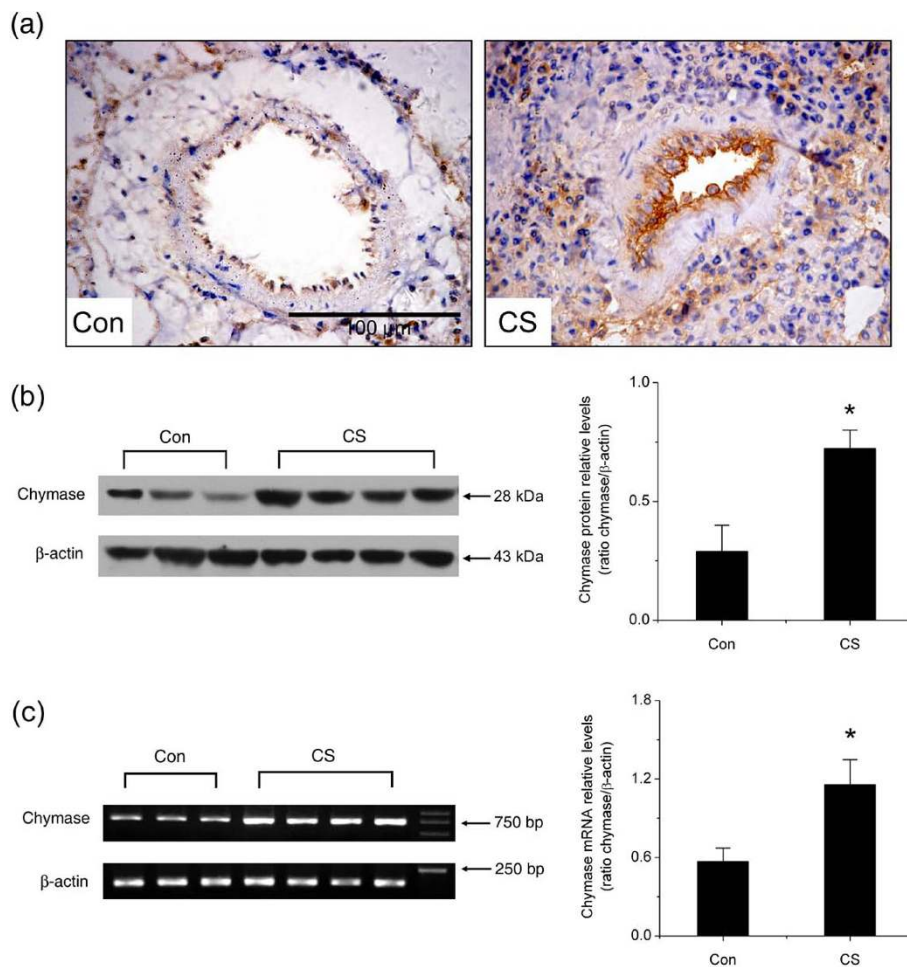 (a)
Con
100 µm
CS
(b)
Con
CS
Chymase
28 kDa
β-actin
43 kDa
Chymase protein relative levels
(ratio chymase/β-actin)
1.0
0.5
0.0
Con
CS
*
(c)
Con
CS
Chymase
750 bp
250 bp
β-actin
Chymase mRNA relative levels
(ratio chymase/β-actin)
1.8
1.2
0.6
0.0
Con
CS
*